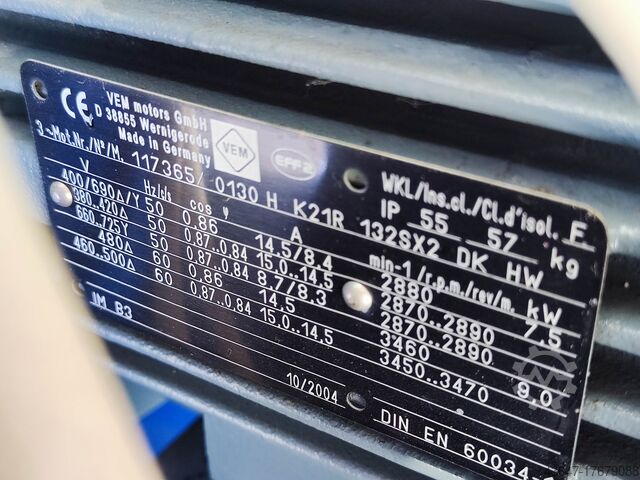 CE
VEM motors GmbH
D 38855 Wernigerode
Made in Germany
VEM
EFF2
WKL/Ins.cl./Cl.d'isol. F
3~Mot.Nr./N°/M. 117365/ 0130 H K21R 132SX2 DK HW
IP 55 57 kg
V Hz/c/s cos φ A min-1/r.p.m./rev/m. kW
400/690Δ/Y 50 0.86 14.5/8.4 2880 7.5
380..420Δ 50 0.87..0.84 15.0..14.5 2870..2890
660..725Y 50 0.87..0.84 8.7/8.3 2870..2890
480Δ 60 0.86 14.5 3460 9.0
460..500Δ 60 0.87..0.84 15.0..14.5 3450..3470
IM B3
10/2004
DIN EN 60034-